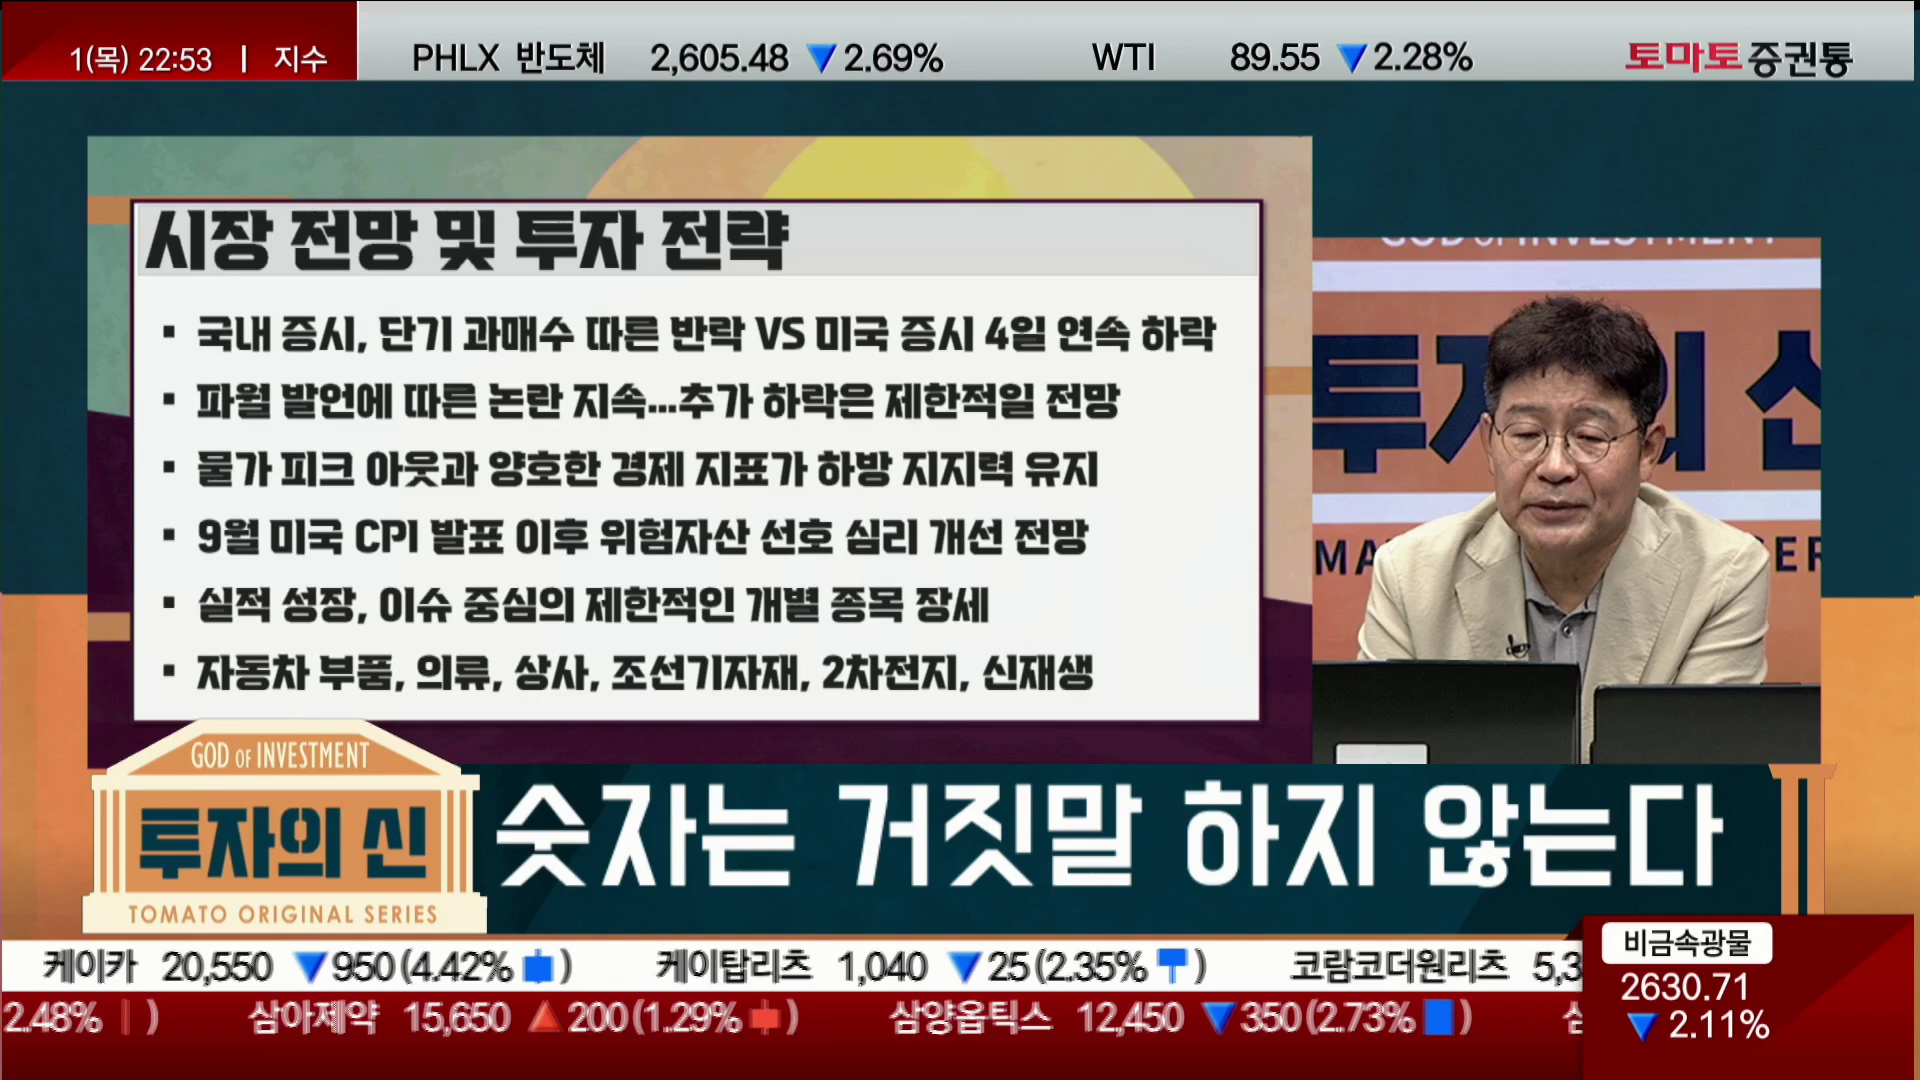 1(목) 22:53 | 지수
PHLX 반도체 2,605.48 ▼2.69%
WTI 89.55 ▼2.28%
토마토증권통
시장 전망 및 투자 전략
▪ 국내 증시, 단기 과매수 따른 반락 VS 미국 증시 4일 연속 하락
▪ 파월 발언에 따른 논란 지속...추가 하락은 제한적일 전망
▪ 물가 피크 아웃과 양호한 경제 지표가 하방 지지력 유지
▪ 9월 미국 CPI 발표 이후 위험자산 선호 심리 개선 전망
▪ 실적 성장, 이슈 중심의 제한적인 개별 종목 장세
▪ 자동차 부품, 의류, 상사, 조선기자재, 2차전지, 신재생
GOD OF INVESTMENT
투자의 신
GOD OF INVESTMENT
투자의 신
TOMATO ORIGINAL SERIES
숫자는 거짓말 하지 않는다
케이카 20,550 ▼950(4.42%)
케이탑리츠 1,040 ▼25(2.35%)
코람코더원리츠 5,3
2.48% )
삼아제약 15,650 ▲200(1.29%)
삼양옵틱스 12,450 ▼350(2.73%)
비금속광물
2630.71
▼ 2.11%